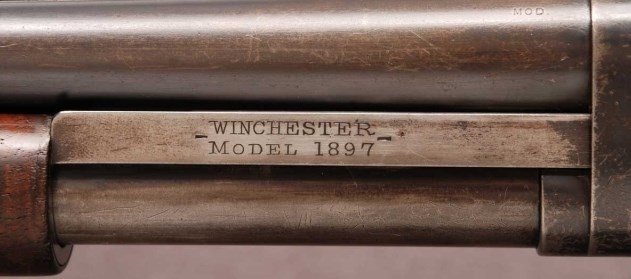 MOD.
-WINCHESTER-
MODEL 1897